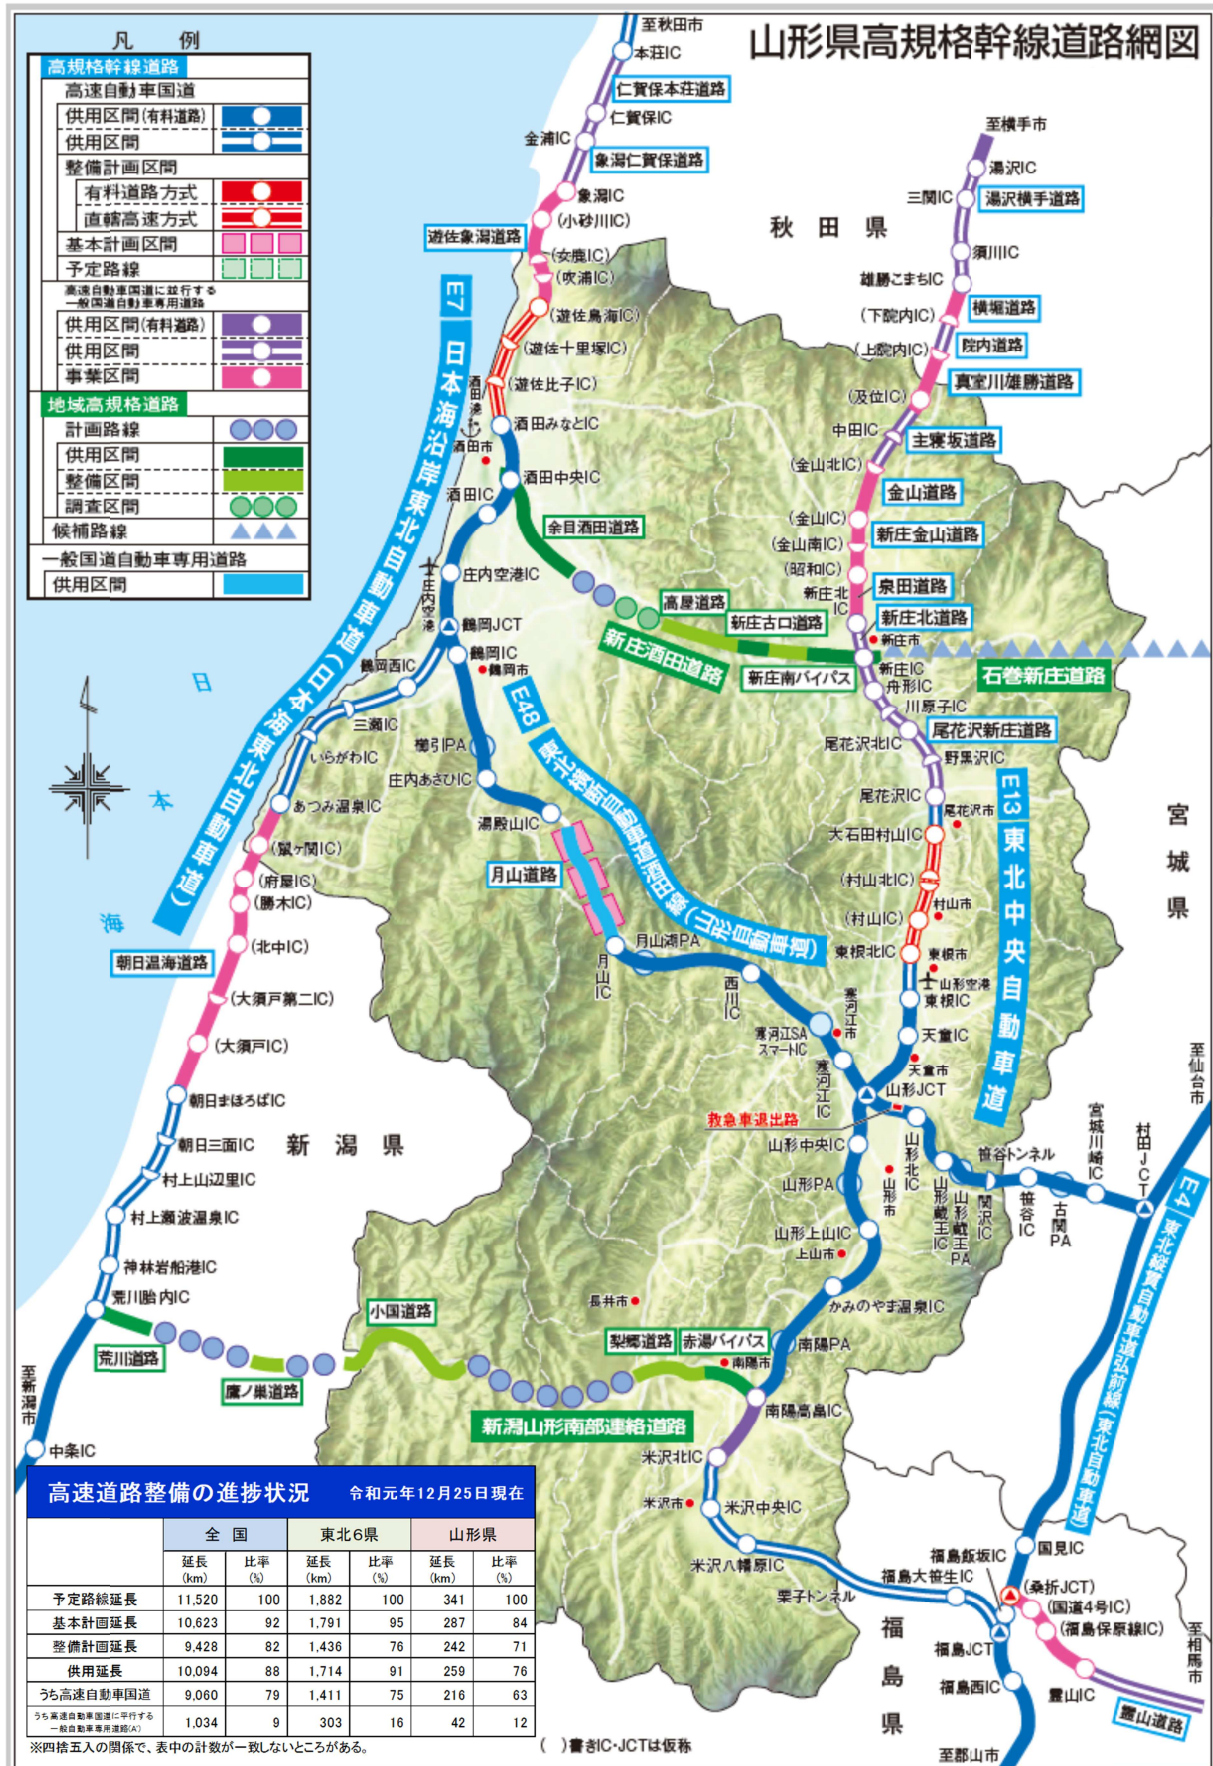 山形県高規格幹線道路網図
凡 例
高規格幹線道路
高速自動車国道
供用区間(有料道路)
供用区間
整備計画区間
有料道路方式
直轄高速方式
基本計画区間
予定路線
高速自動車国道に並行する
一般国道自動車専用道路
供用区間(有料道路)
供用区間
事業区間
地域高規格道路
計画路線
供用区間
整備区間
調査区間
候補路線
一般国道自動車専用道路
供用区間
至秋田市
本荘IC
仁賀保本荘道路
仁賀保IC
金浦IC
象潟仁賀保道路
象潟IC
(小砂川IC)
遊佐象潟道路
(女鹿IC)
(吹浦IC)
(遊佐鳥海IC)
(遊佐十里塚IC)
(遊佐比子IC)
酒田港
酒田みなとIC
酒田市
酒田中央IC
酒田IC
余目酒田道路
庄内空港IC
庄内空港
鶴岡JCT
鶴岡IC
鶴岡西IC
鶴岡市
三瀬IC
櫛引PA
いらがわIC
庄内あさひIC
あつみ温泉IC
湯殿山IC
(鼠ヶ関IC)
月山道路
(府屋IC)
(勝木IC)
(北中IC)
朝日温海道路
(大須戸第二IC)
(大須戸IC)
朝日まほろばIC
朝日三面IC
村上山辺里IC
村上瀬波温泉IC
神林岩船港IC
荒川胎内IC
至新潟市
中条IC
E7 日本海沿岸東北自動車道(日本海東北自動車道)
日本海
秋田県
宮城県
新潟県
福島県
至横手市
湯沢IC
三関IC
湯沢横手道路
須川IC
雄勝こまちIC
横堀道路
(下院内IC)
院内道路
(上院内IC)
真室川雄勝道路
(及位IC)
中田IC
主寝坂道路
(金山北IC)
金山道路
(金山IC)
新庄金山道路
(金山南IC)
(昭和IC)
泉田道路
新庄北IC
新庄北道路
新庄市
高屋道路
新庄古口道路
新庄酒田道路
新庄南バイパス
新庄IC
石巻新庄道路
舟形IC
川原子IC
尾花沢新庄道路
尾花沢北IC
野黒沢IC
尾花沢IC
尾花沢市
大石田村山IC
(村山北IC)
村山市
(村山IC)
東根北IC
東根市
山形空港
東根IC
天童IC
天童市
山形JCT
E13 東北中央自動車道
E48 東北横断自動車道酒田線(山形自動車道)
月山湖PA
月山IC
西川IC
寒河江市
寒河江SA
スマートIC
寒河江IC
救急車退出路
山形中央IC
山形北IC
山形市
山形PA
山形蔵王IC
山形蔵王PA
関沢IC
笹谷トンネル
笹谷IC
古関PA
宮城川崎IC
村田JCT
至仙台市
E4 東北縦貫自動車道弘前線(東北自動車道)
山形上山IC
上山市
かみのやま温泉IC
長井市
南陽PA
小国道路
梨郷道路
赤湯バイパス
南陽市
荒川道路
鷹ノ巣道路
新潟山形南部連絡道路
南陽高畠IC
米沢北IC
米沢市
米沢中央IC
米沢八幡原IC
栗子トンネル
福島大笹生IC
福島飯坂IC
国見IC
(桑折JCT)
(国道4号IC)
(福島保原線IC)
福島JCT
福島西IC
霊山IC
霊山道路
至相馬市
至郡山市
高速道路整備の進捗状況 令和元年12月25日現在
全国 東北6県 山形県
延長(km) 比率(%) 延長(km) 比率(%) 延長(km) 比率(%)
予定路線延長 11,520 100 1,882 100 341 100
基本計画延長 10,623 92 1,791 95 287 84
整備計画延長 9,428 82 1,436 76 242 71
供用延長 10,094 88 1,714 91 259 76
うち高速自動車国道 9,060 79 1,411 75 216 63
うち高速自動車国道に平行する
一般自動車専用道路(A') 1,034 9 303 16 42 12
※四捨五入の関係で、表中の計数が一致しないところがある。
( )書きIC・JCTは仮称